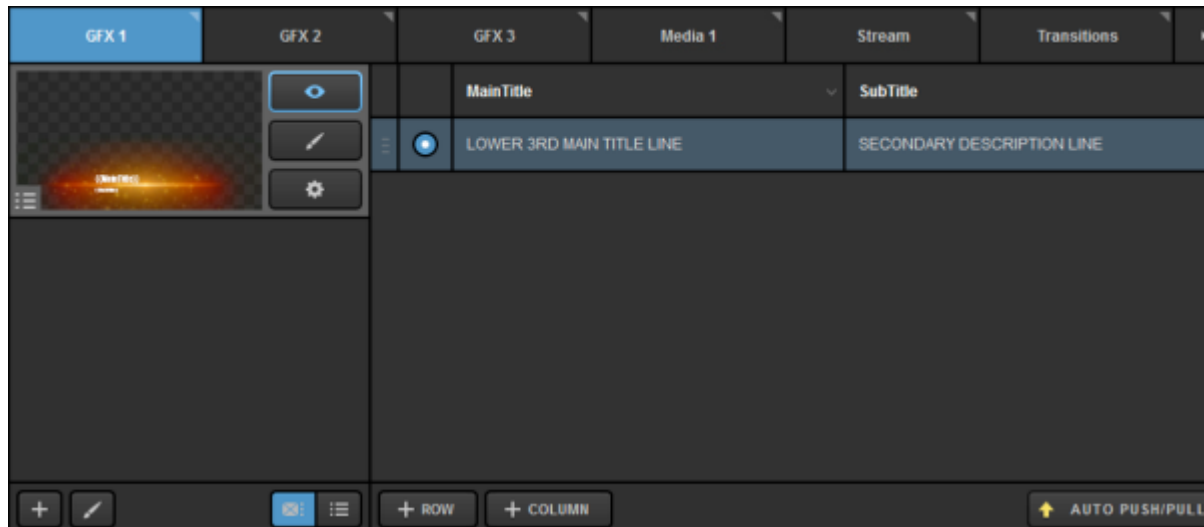 GFX 1
GFX 2
GFX 3
Media 1
Stream
Transitions
MainTitle
SubTitle
LOWER 3RD MAIN TITLE LINE
SECONDARY DESCRIPTION LINE
{{MainTitle}}
+ ROW
+ COLUMN
AUTO PUSH/PULL